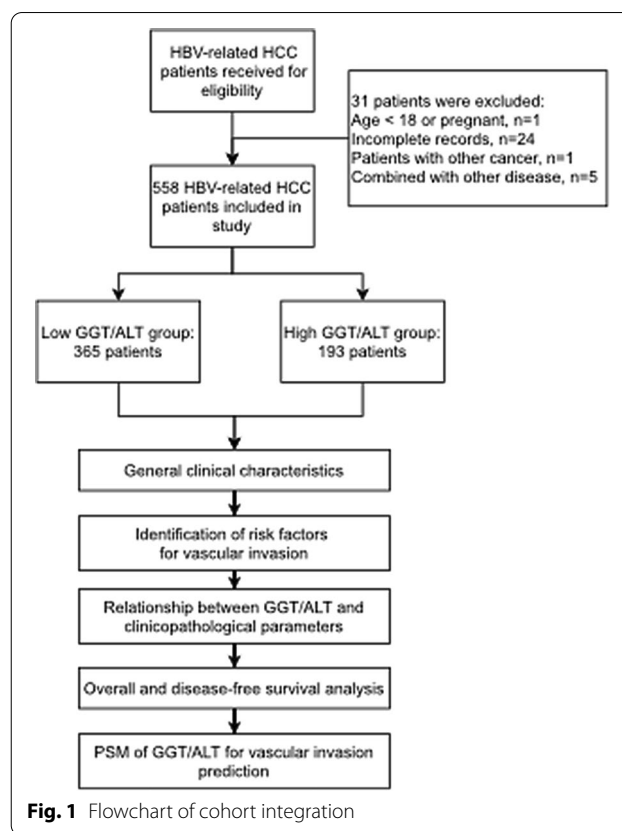 HBV-related HCC
patients received for
eligibility
31 patients were excluded:
Age < 18 or pregnant, n=1
Incomplete records, n=24
Patients with other cancer, n=1
Combined with other disease, n=5
558 HBV-related HCC
patients included in
study
Low GGT/ALT group:
365 patients
High GGT/ALT group:
193 patients
General clinical characteristics
Identification of risk factors
for vascular invasion
Relationship between GGT/ALT and
clinicopathological parameters
Overall and disease-free survival analysis
PSM of GGT/ALT for vascular invasion
prediction
Fig. 1 Flowchart of cohort integration